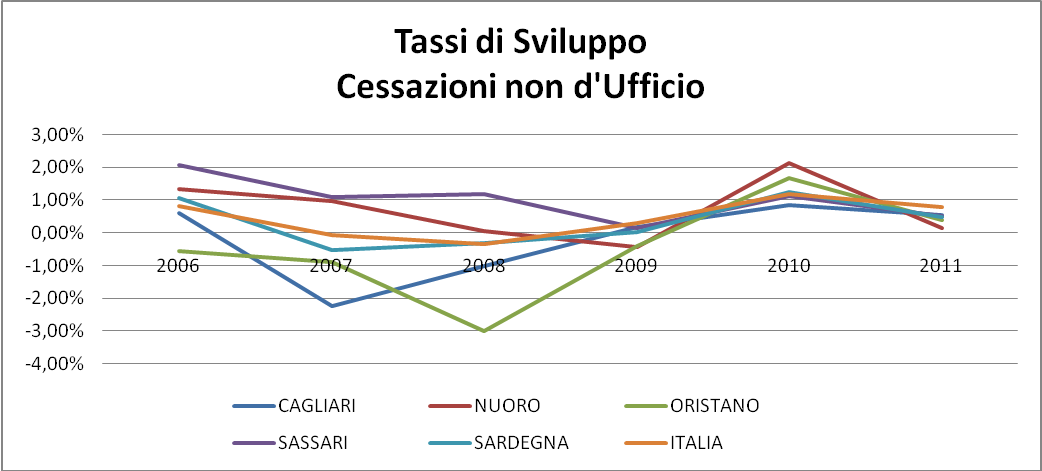 Tassi di Sviluppo
Cessazioni non d'Ufficio
3,00%
2,00%
1,00%
0,00%
-1,00%
-2,00%
-3,00%
-4,00%
2006 2007 2008 2009 2010 2011
CAGLIARI NUORO ORISTANO
SASSARI SARDEGNA ITALIA